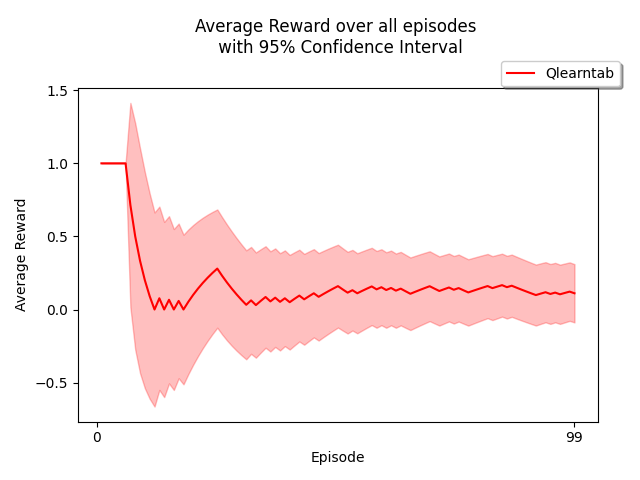 Average Reward over all episodes
with 95% Confidence Interval
Qlearntab
1.5
1.0
0.5
0.0
−0.5
Average Reward
0
99
Episode